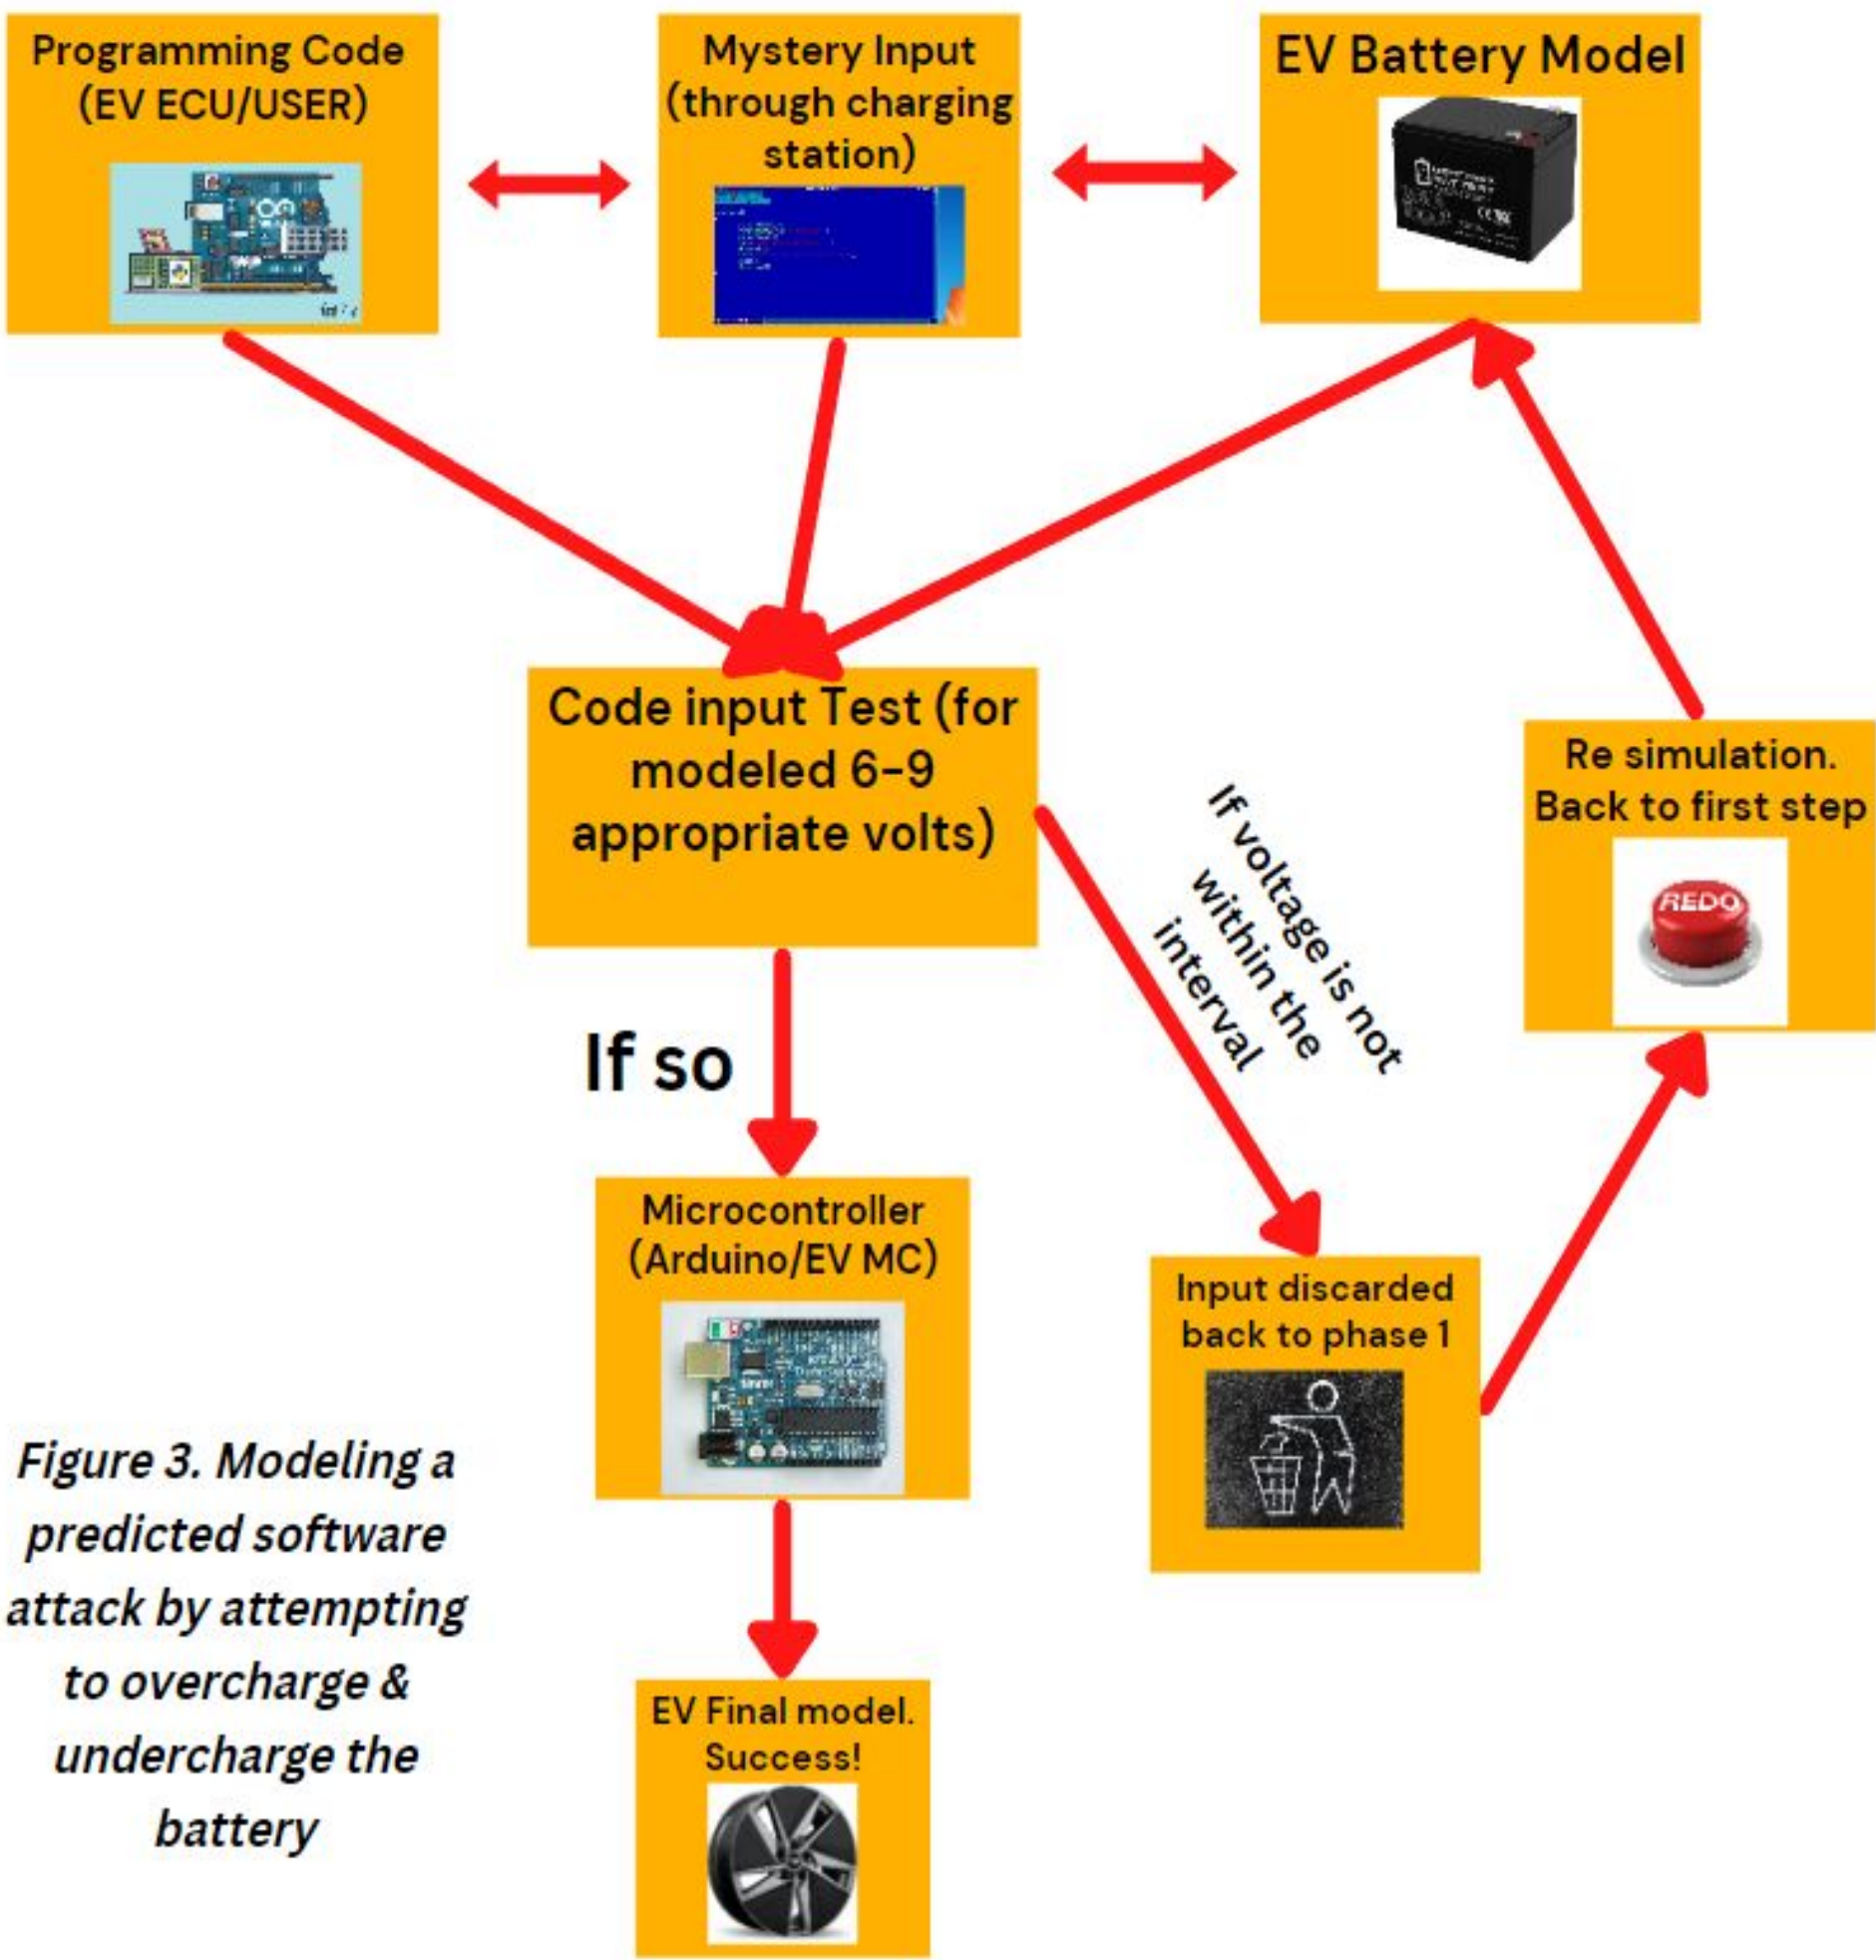 Programming Code
(EV ECU/USER)
Mystery Input
(through charging
station)
EV Battery Model
Code input Test (for
modeled 6-9
appropriate volts)
If voltage is not
within the
interval
Re simulation.
Back to first step
REDO
If so
Microcontroller
(Arduino/EV MC)
Input discarded
back to phase 1
Figure 3. Modeling a
predicted software
attack by attempting
to overcharge &
undercharge the
battery
EV Final model.
Success!